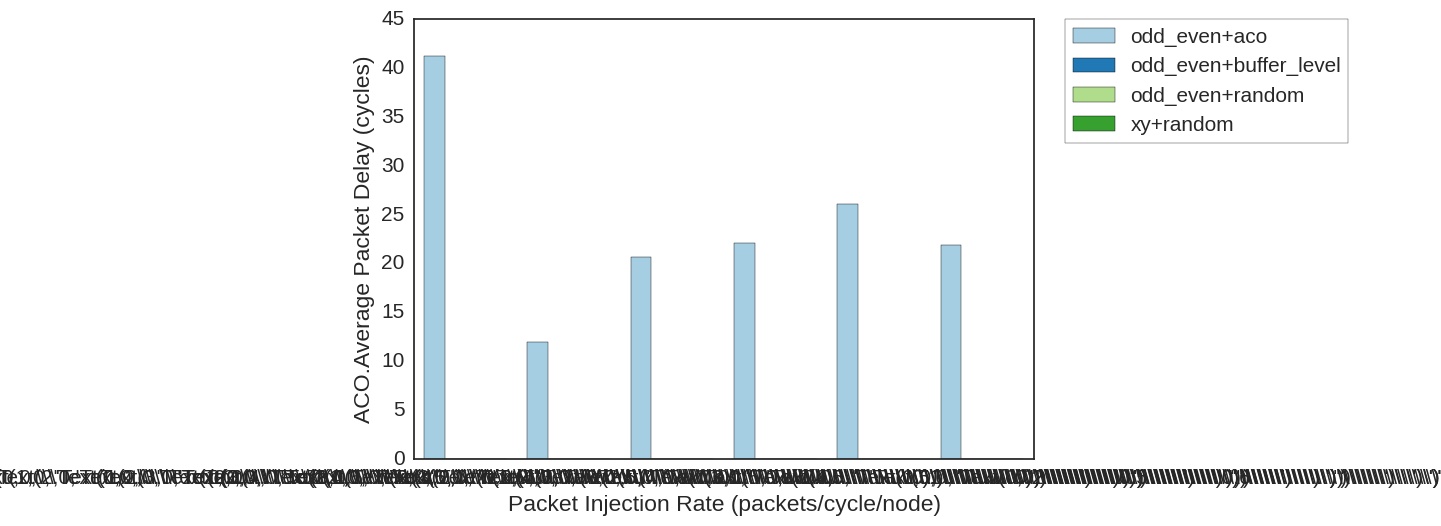 45
40
35
30
25
20
15
10
5
0
ACO.Average Packet Delay (cycles)
Packet Injection Rate (packets/cycle/node)
odd_even+aco
odd_even+buffer_level
odd_even+random
xy+random